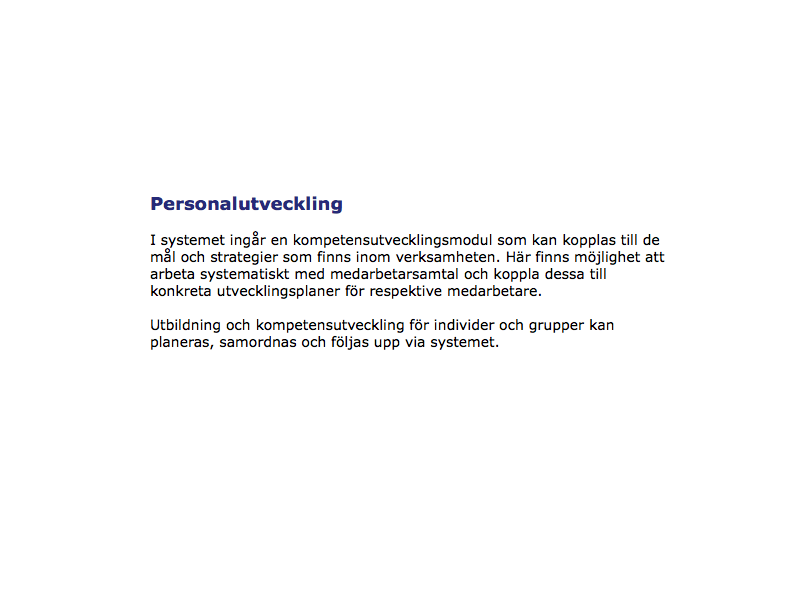 Personalutveckling
I systemet ingår en kompetensutvecklingsmodul som kan kopplas till de
mål och strategier som finns inom verksamheten. Här finns möjlighet att
arbeta systematiskt med medarbetarsamtal och koppla dessa till
konkreta utvecklingsplaner för respektive medarbetare.
Utbildning och kompetensutveckling för individer och grupper kan
planeras, samordnas och följas upp via systemet.